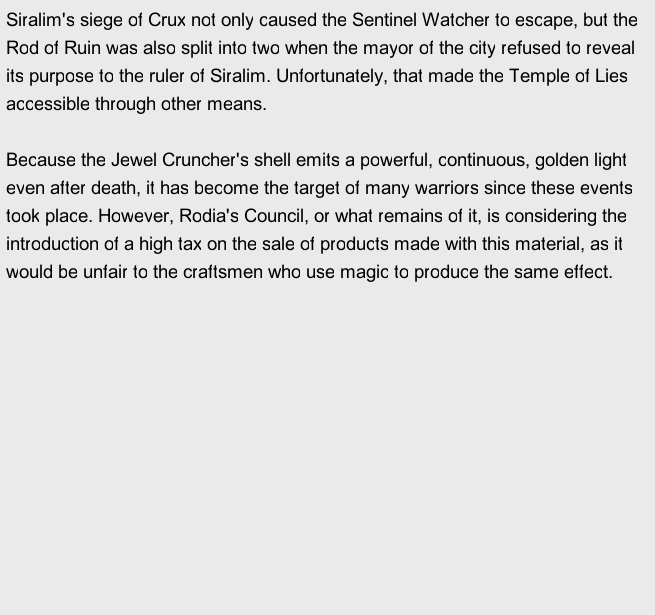 Siralim's siege of Crux not only caused the Sentinel Watcher to escape, but the
Rod of Ruin was also split into two when the mayor of the city refused to reveal
its purpose to the ruler of Siralim. Unfortunately, that made the Temple of Lies
accessible through other means.

Because the Jewel Cruncher's shell emits a powerful, continuous, golden light
even after death, it has become the target of many warriors since these events
took place. However, Rodia's Council, or what remains of it, is considering the
introduction of a high tax on the sale of products made with this material, as it
would be unfair to the craftsmen who use magic to produce the same effect.